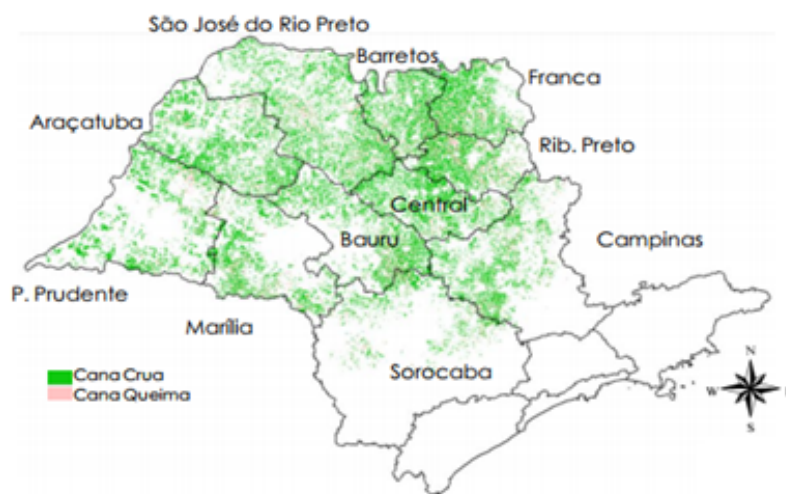 São José do Rio Preto
Barretos
Franca
Araçatuba
Rib. Preto
Central
Bauru
Campinas
P. Prudente
Marília
Sorocaba
Cana Crua
Cana Queima
N
W
S